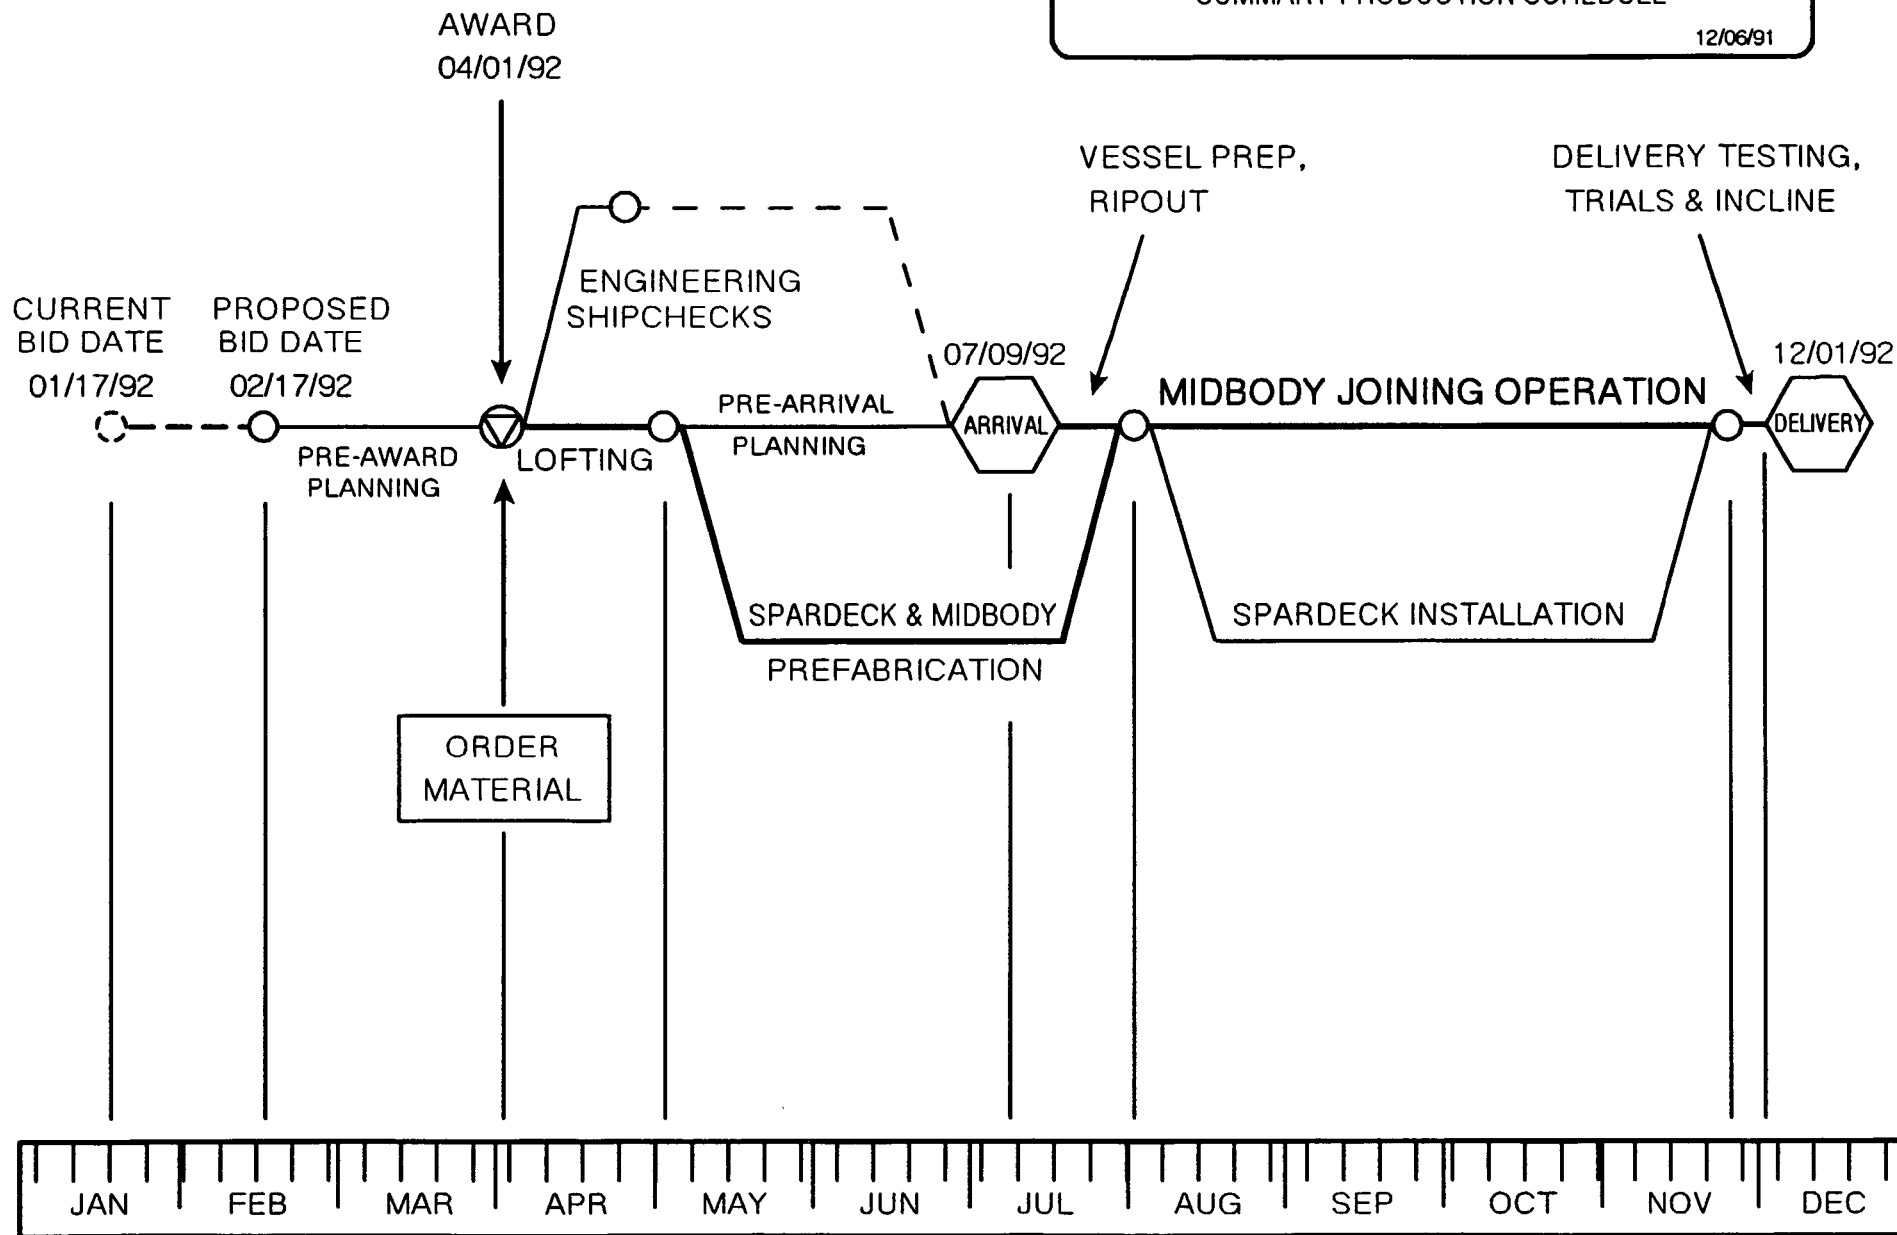 SUMMARY PRODUCTION SCHEDULE
12/06/91
AWARD
04/01/92
VESSEL PREP,
RIPOUT
DELIVERY TESTING,
TRIALS & INCLINE
ENGINEERING
SHIPCHECKS
CURRENT
BID DATE
01/17/92
PROPOSED
BID DATE
02/17/92
07/09/92
12/01/92
PRE-AWARD
PLANNING
LOFTING
PRE-ARRIVAL
PLANNING
ARRIVAL
MIDBODY JOINING OPERATION
DELIVERY
SPARDECK & MIDBODY
PREFABRICATION
SPARDECK INSTALLATION
ORDER
MATERIAL
JAN FEB MAR APR MAY JUN JUL AUG SEP OCT NOV DEC